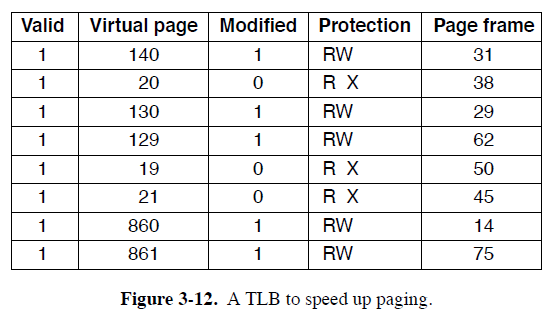 Valid Virtual page Modified Protection Page frame
1 140 1 RW 31
1 20 0 R X 38
1 130 1 RW 29
1 129 1 RW 62
1 19 0 R X 50
1 21 0 R X 45
1 860 1 RW 14
1 861 1 RW 75
Figure 3-12. A TLB to speed up paging.